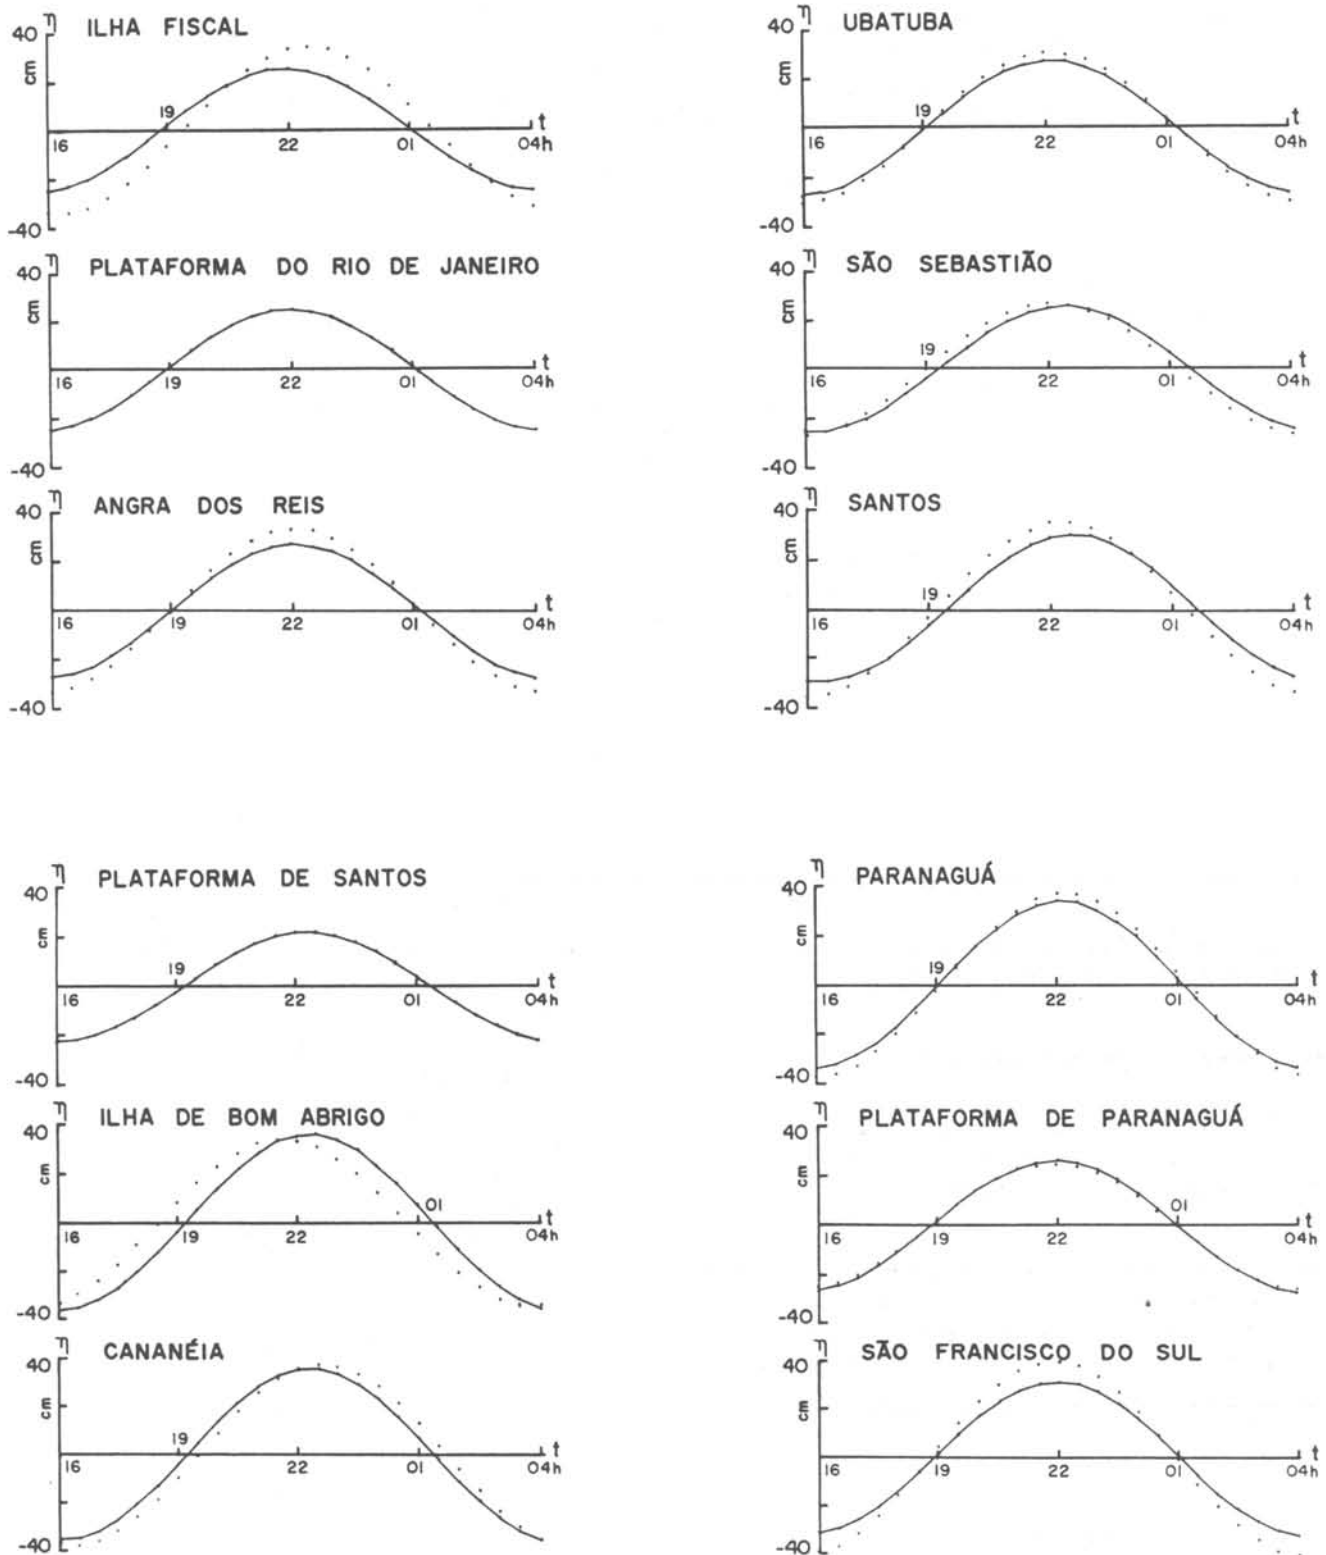 40 η ILHA FISCAL
cm
19
t
16 22 01 04h
-40
40 η PLATAFORMA DO RIO DE JANEIRO
cm
t
16 19 22 01 04h
-40
40 η ANGRA DOS REIS
cm
t
16 19 22 01 04h
-40
40 η UBATUBA
cm
19
t
16 22 01 04h
-40
40 η SÃO SEBASTIÃO
cm
19
t
16 22 01 04h
-40
40 η SANTOS
cm
19
t
16 22 01 04h
-40
40 η PLATAFORMA DE SANTOS
cm
19
t
16 22 01 04h
-40
40 η ILHA DE BOM ABRIGO
cm
01
t
16 19 22 04h
-40
40 η CANANÉIA
cm
19
t
16 22 01 04h
-40
40 η PARANAGUÁ
cm
19
t
16 22 01 04h
-40
40 η PLATAFORMA DE PARANAGUÁ
cm
01
t
16 19 22 04h
-40
40 η SÃO FRANCISCO DO SUL
cm
t
16 19 22 01 04h
-40